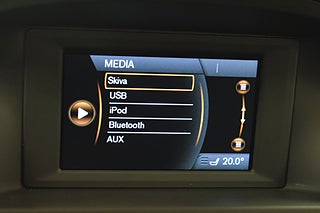 MEDIA
Skiva
USB
iPod
Bluetooth
AUX
20.0°